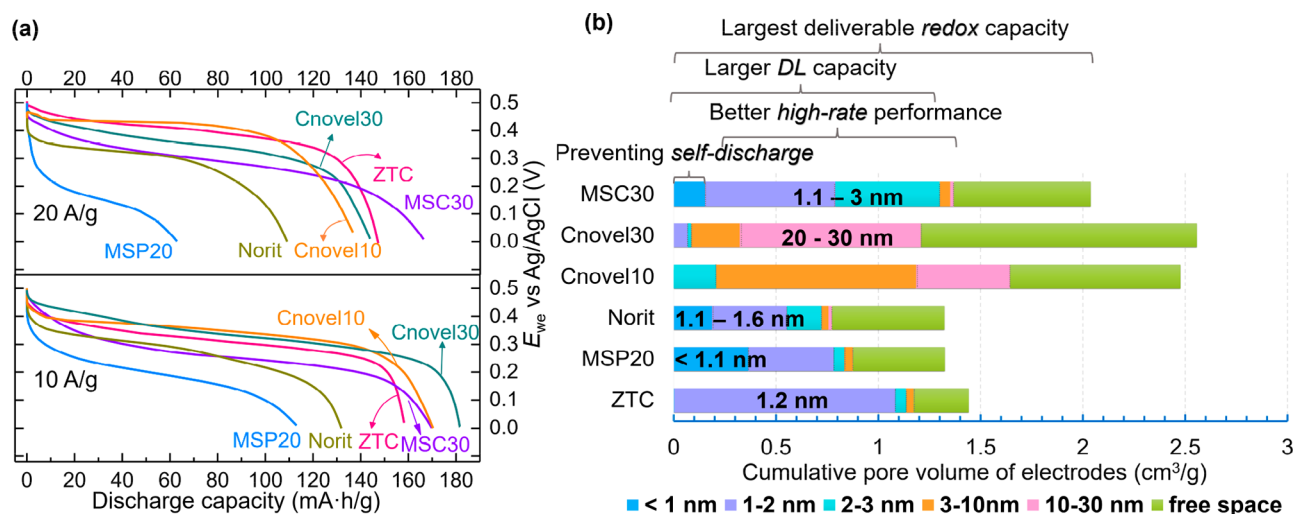 (a)
0 20 40 60 80 100 120 140 160 180
0.5
0.4
0.3
0.2
0.1
0.0
Cnovel30
ZTC
MSC30
20 A/g
MSP20
Norit
Cnovel10
0.5
0.4
0.3
0.2
0.1
0.0
Cnovel10
Cnovel30
10 A/g
MSP20
Norit
ZTC
MSC30
0 20 40 60 80 100 120 140 160 180
Discharge capacity (mA·h/g)
E_we vs Ag/AgCl (V)
(b)
Largest deliverable redox capacity
Larger DL capacity
Better high-rate performance
Preventing self-discharge
MSC30
1.1 – 3 nm
Cnovel30
20 - 30 nm
Cnovel10
Norit
1.1 – 1.6 nm
MSP20
< 1.1 nm
ZTC
1.2 nm
0 0.5 1 1.5 2 2.5 3
Cumulative pore volume of electrodes (cm³/g)
< 1 nm 1-2 nm 2-3 nm 3-10nm 10-30 nm free space